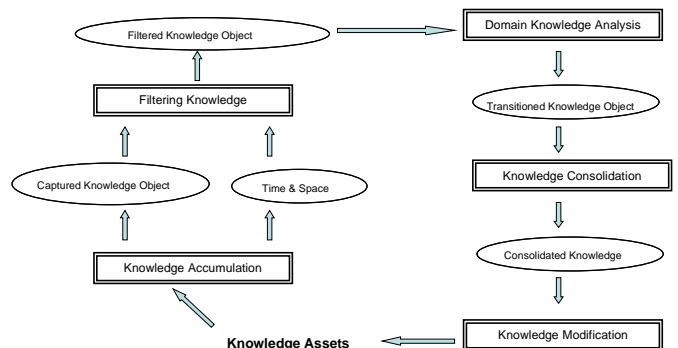 Filtered Knowledge Object
Domain Knowledge Analysis
Filtering Knowledge
Transitioned Knowledge Object
Captured Knowledge Object
Time & Space
Knowledge Consolidation
Knowledge Accumulation
Consolidated Knowledge
Knowledge Assets
Knowledge Modification